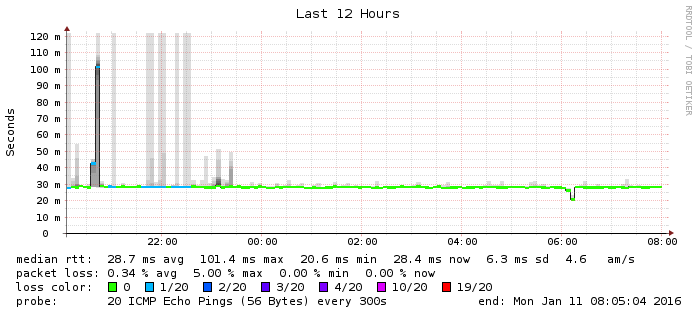 Last 12 Hours
RRDTOOL / TOBI OETIKER
Seconds
120 m
110 m
100 m
90 m
80 m
70 m
60 m
50 m
40 m
30 m
20 m
10 m
0
22:00 00:00 02:00 04:00 06:00 08:00
median rtt: 28.7 ms avg 101.4 ms max 20.6 ms min 28.4 ms now 6.3 ms sd 4.6 am/s
packet loss: 0.34 % avg 5.00 % max 0.00 % min 0.00 % now
loss color: 0 1/20 2/20 3/20 4/20 10/20 19/20
probe: 20 ICMP Echo Pings (56 Bytes) every 300s end: Mon Jan 11 08:05:04 2016